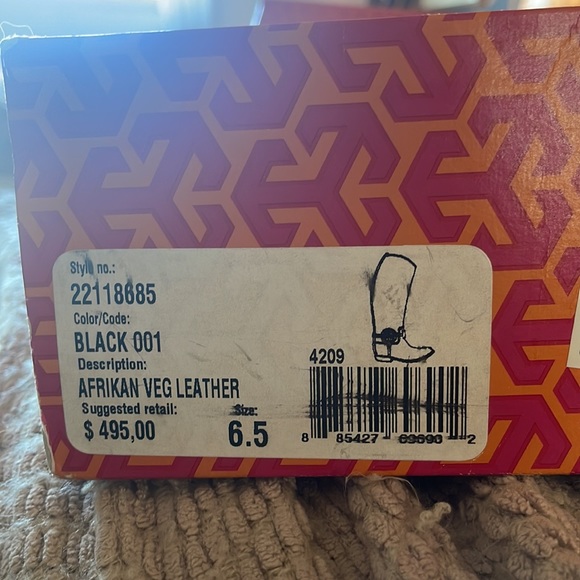 Style no.:
22118685
Color/Code:
BLACK 001
Description:
AFRIKAN VEG LEATHER
Suggested retail: Size:
$ 495,00 6.5
4209
8 85427 69690 2